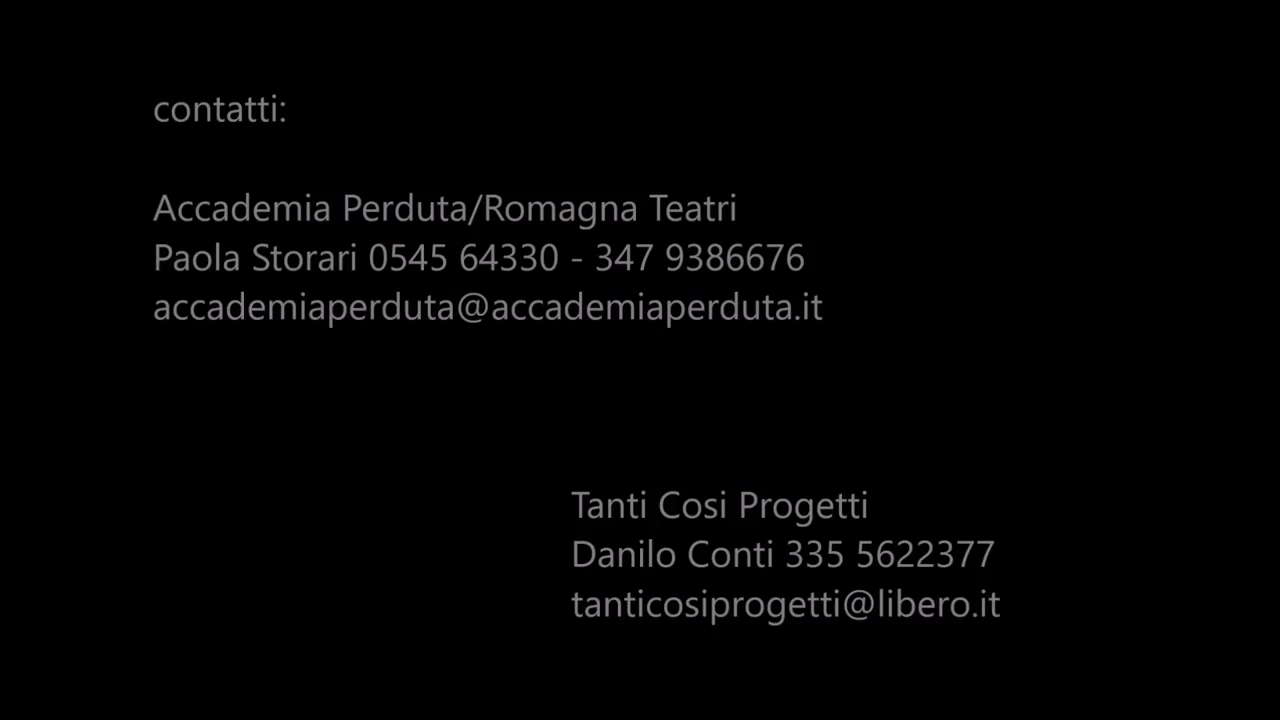 contatti:
Accademia Perduta/Romagna Teatri
Paola Storari 0545 64330 - 347 9386676
accademiaperduta@accademiaperduta.it
Tanti Cosi Progetti
Danilo Conti 335 5622377
tanticosiprogetti@libero.it